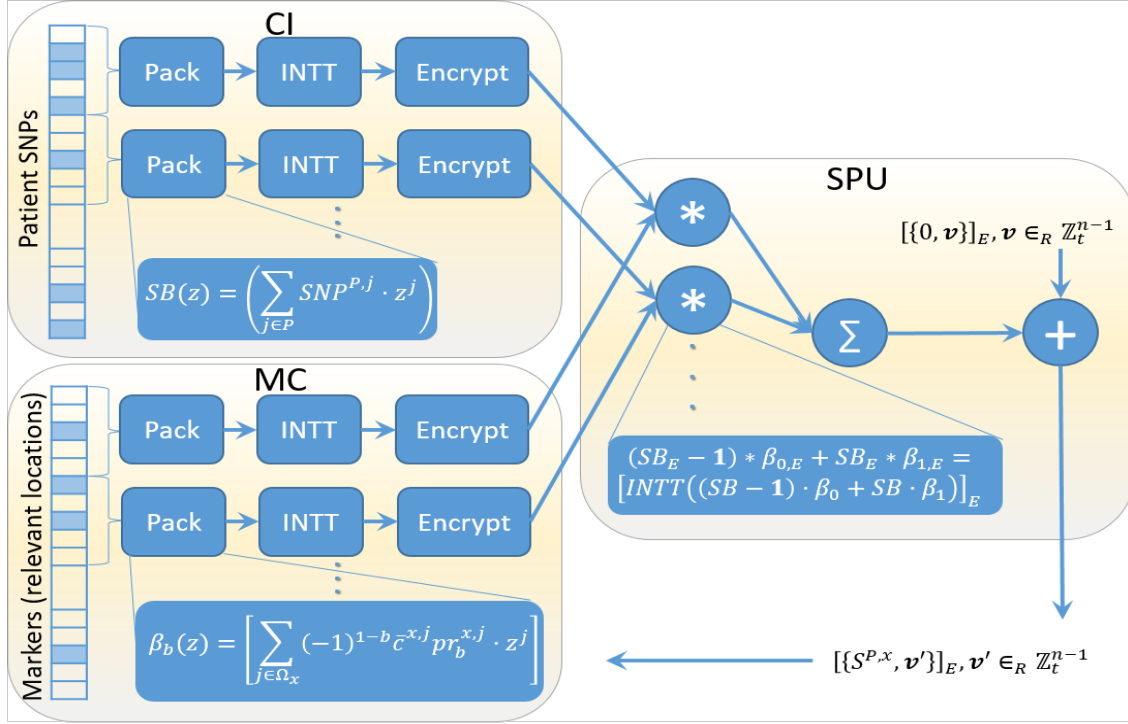 CI
Patient SNPs
Pack
INTT
Encrypt
Pack
INTT
Encrypt
⋮
SB(z) = (∑_{j∈P} SNP^{P,j} · z^j)
MC
Markers (relevant locations)
Pack
INTT
Encrypt
Pack
INTT
Encrypt
⋮
β_b(z) = [∑_{j∈Ω_x} (−1)^{1−b} c̄^{x,j} pr_b^{x,j} · z^j]
SPU
*
*
⋮
∑
[{0, v}]_E, v ∈_R ℤ_t^{n−1}
+
(SB_E − 1) * β_{0,E} + SB_E * β_{1,E} =
[INTT((SB − 1) · β_0 + SB · β_1)]_E
[{S^{P,x}, v′}]_E, v′ ∈_R ℤ_t^{n−1}